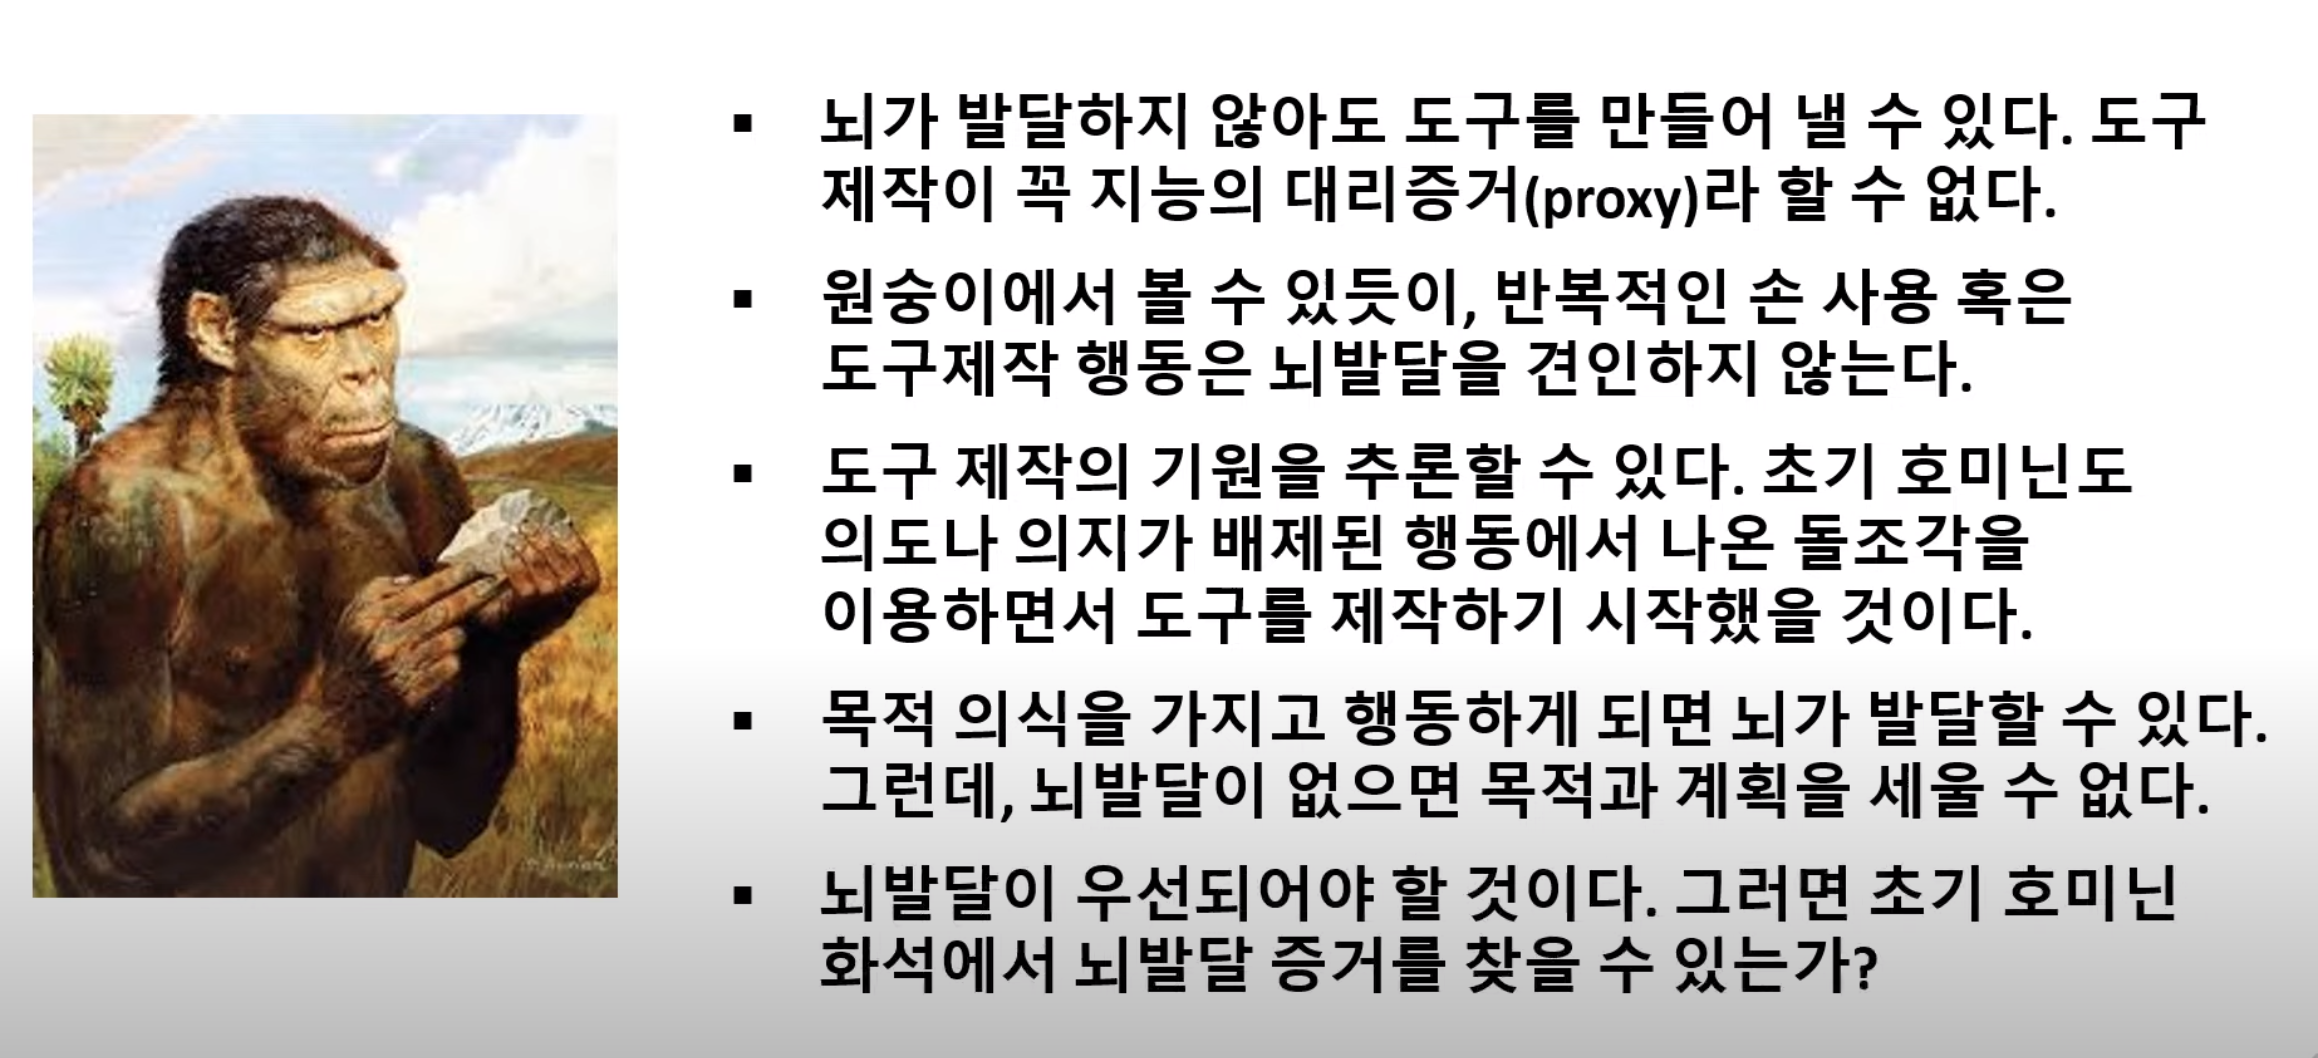 ▪ 뇌가 발달하지 않아도 도구를 만들어 낼 수 있다. 도구
제작이 꼭 지능의 대리증거(proxy)라 할 수 없다.
▪ 원숭이에서 볼 수 있듯이, 반복적인 손 사용 혹은
도구제작 행동은 뇌발달을 견인하지 않는다.
▪ 도구 제작의 기원을 추론할 수 있다. 초기 호미닌도
의도나 의지가 배제된 행동에서 나온 돌조각을
이용하면서 도구를 제작하기 시작했을 것이다.
▪ 목적 의식을 가지고 행동하게 되면 뇌가 발달할 수 있다.
그런데, 뇌발달이 없으면 목적과 계획을 세울 수 없다.
▪ 뇌발달이 우선되어야 할 것이다. 그러면 초기 호미닌
화석에서 뇌발달 증거를 찾을 수 있는가?